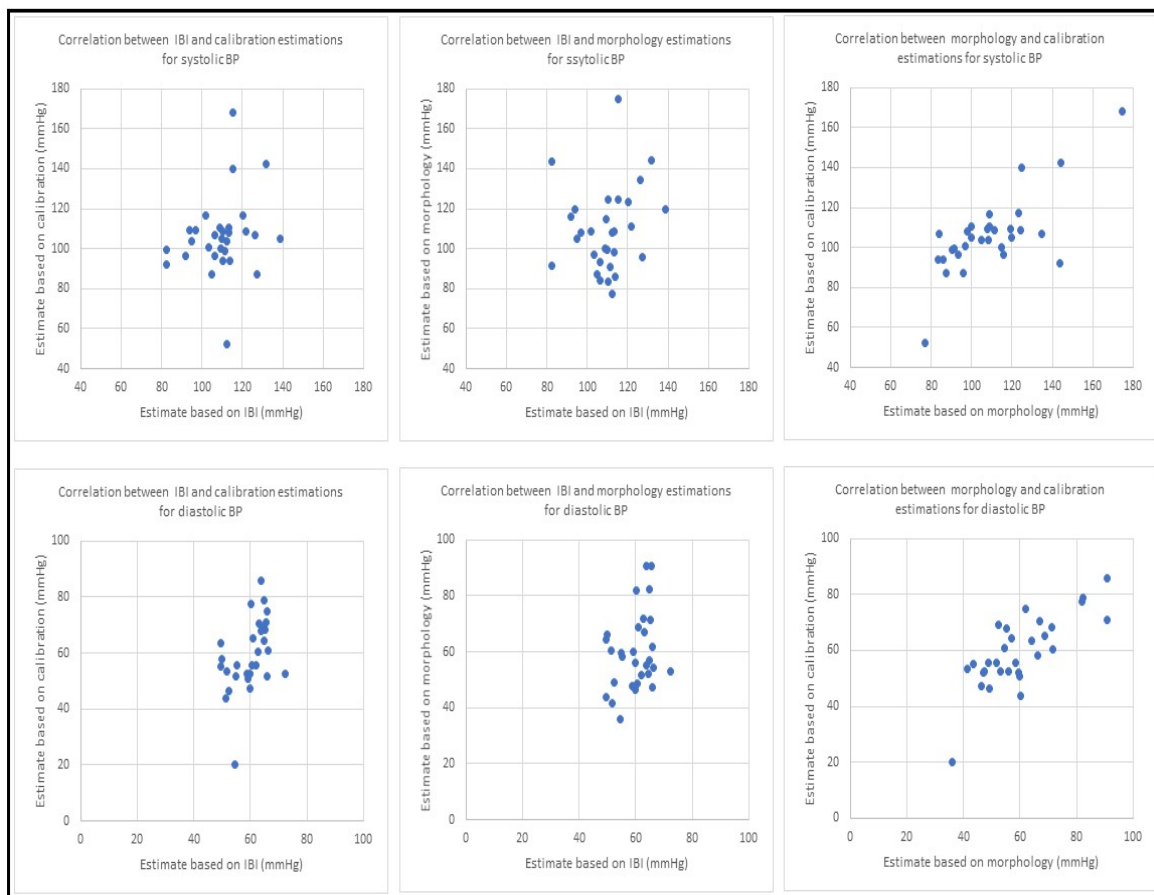 Correlation between IBI and calibration estimations
for systolic BP
180
160
140
120
100
80
60
40
40 60 80 100 120 140 160 180
Estimate based on calibration (mmHg)
Estimate based on IBI (mmHg)
Correlation between IBI and morphology estimations
for ssytolic BP
180
160
140
120
100
80
60
40
40 60 80 100 120 140 160 180
Estimate based on morphology (mmHg)
Estimate based on IBI (mmHg)
Correlation between morphology and calibration
estimations for systolic BP
180
160
140
120
100
80
60
40
40 60 80 100 120 140 160 180
Estimate based on calibration (mmHg)
Estimate based on morphology (mmHg)
Correlation between IBI and calibration estimations
for diastolic BP
100
80
60
40
20
0
0 20 40 60 80 100
Estimate based on calibration (mmHg)
Estimate based on IBI (mmHg)
Correlation between IBI and morphology estimations
for diastolic BP
100
80
60
40
20
0
0 20 40 60 80 100
Estimate based on morphology (mmHg)
Estimate based on IBI (mmHg)
Correlation between morphology and calibration
estimations for diastolic BP
100
80
60
40
20
0
0 20 40 60 80 100
Estimate based on calibration (mmHg)
Estimate based on morphology (mmHg)